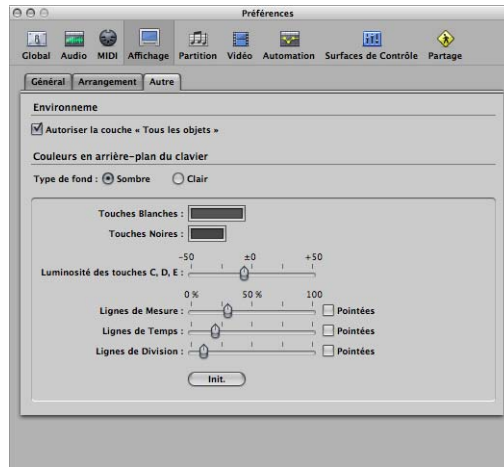 Préférences
Global Audio MIDI Affichage Partition Vidéo Automation Surfaces de Contrôle Partage
Général Arrangement Autre
Environneme
Autoriser la couche « Tous les objets »
Couleurs en arrière-plan du clavier
Type de fond : Sombre Clair
Touches Blanches :
Touches Noires :
-50 ±0 +50
Luminosité des touches C, D, E :
0 % 50 % 100
Lignes de Mesure : Pointées
Lignes de Temps : Pointées
Lignes de Division : Pointées
Init.